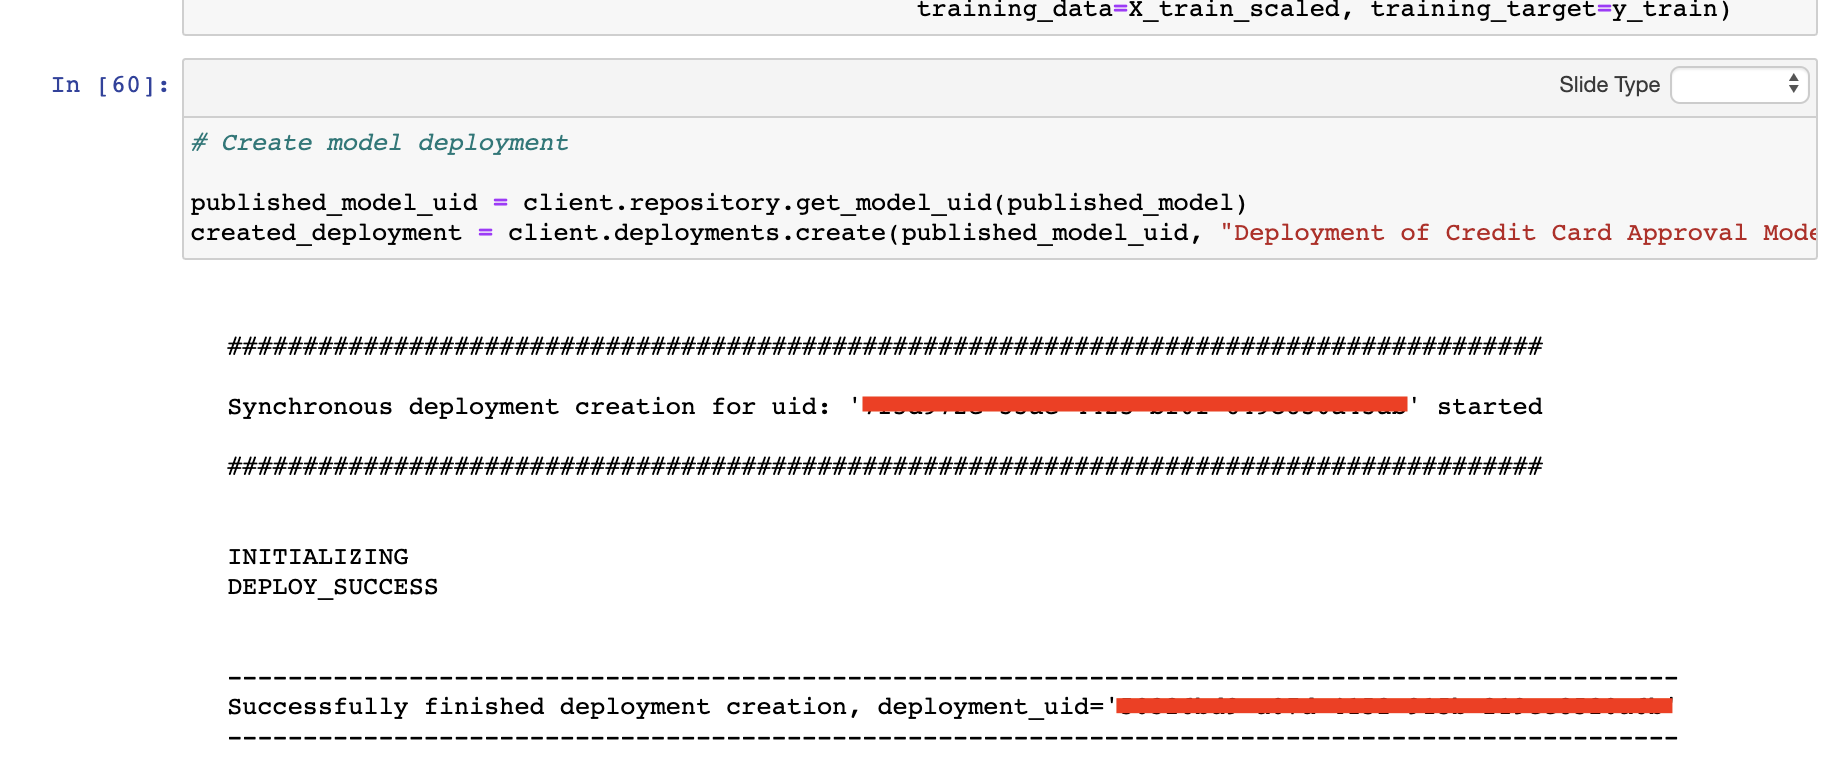 training_data=X_train_scaled, training_target=y_train)
In [60]:
Slide Type
# Create model deployment
published_model_uid = client.repository.get_model_uid(published_model)
created_deployment = client.deployments.create(published_model_uid, "Deployment of Credit Card Approval Mode
#######################################################################################
Synchronous deployment creation for uid: '' started
#######################################################################################
INITIALIZING
DEPLOY_SUCCESS
------------------------------------------------------------------------------------------------
Successfully finished deployment creation, deployment_uid=''
------------------------------------------------------------------------------------------------